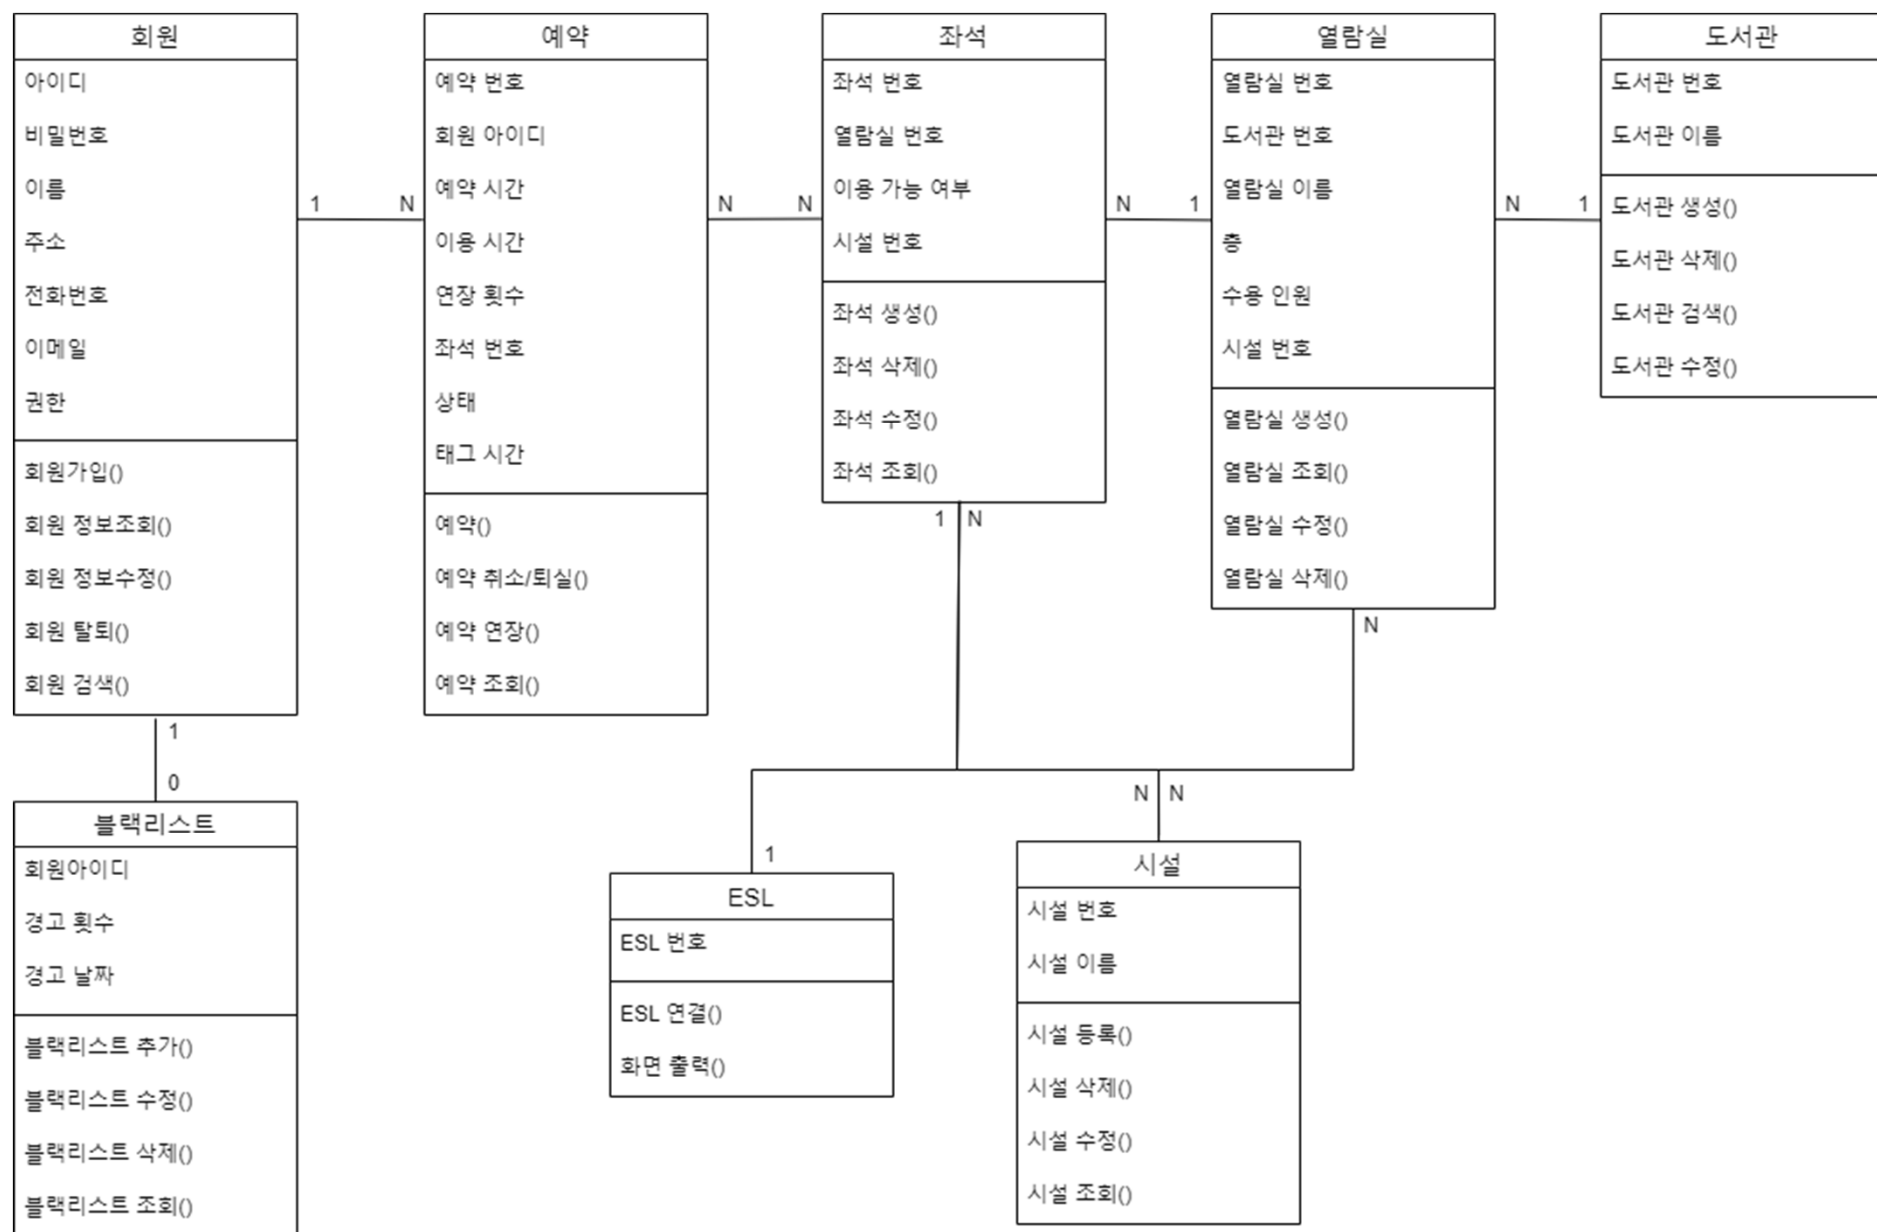 회원
아이디
비밀번호
이름
주소
전화번호
이메일
권한
회원가입()
회원 정보조회()
회원 정보수정()
회원 탈퇴()
회원 검색()
1
N
예약
예약 번호
회원 아이디
예약 시간
이용 시간
연장 횟수
좌석 번호
상태
태그 시간
예약()
예약 취소/퇴실()
예약 연장()
예약 조회()
N
N
좌석
좌석 번호
열람실 번호
이용 가능 여부
시설 번호
좌석 생성()
좌석 삭제()
좌석 수정()
좌석 조회()
N
1
열람실
열람실 번호
도서관 번호
열람실 이름
층
수용 인원
시설 번호
열람실 생성()
열람실 조회()
열람실 수정()
열람실 삭제()
N
1
도서관
도서관 번호
도서관 이름
도서관 생성()
도서관 삭제()
도서관 검색()
도서관 수정()
1
0
블랙리스트
회원아이디
경고 횟수
경고 날짜
블랙리스트 추가()
블랙리스트 수정()
블랙리스트 삭제()
블랙리스트 조회()
1 N
N
1
ESL
ESL 번호
ESL 연결()
화면 출력()
N N
시설
시설 번호
시설 이름
시설 등록()
시설 삭제()
시설 수정()
시설 조회()